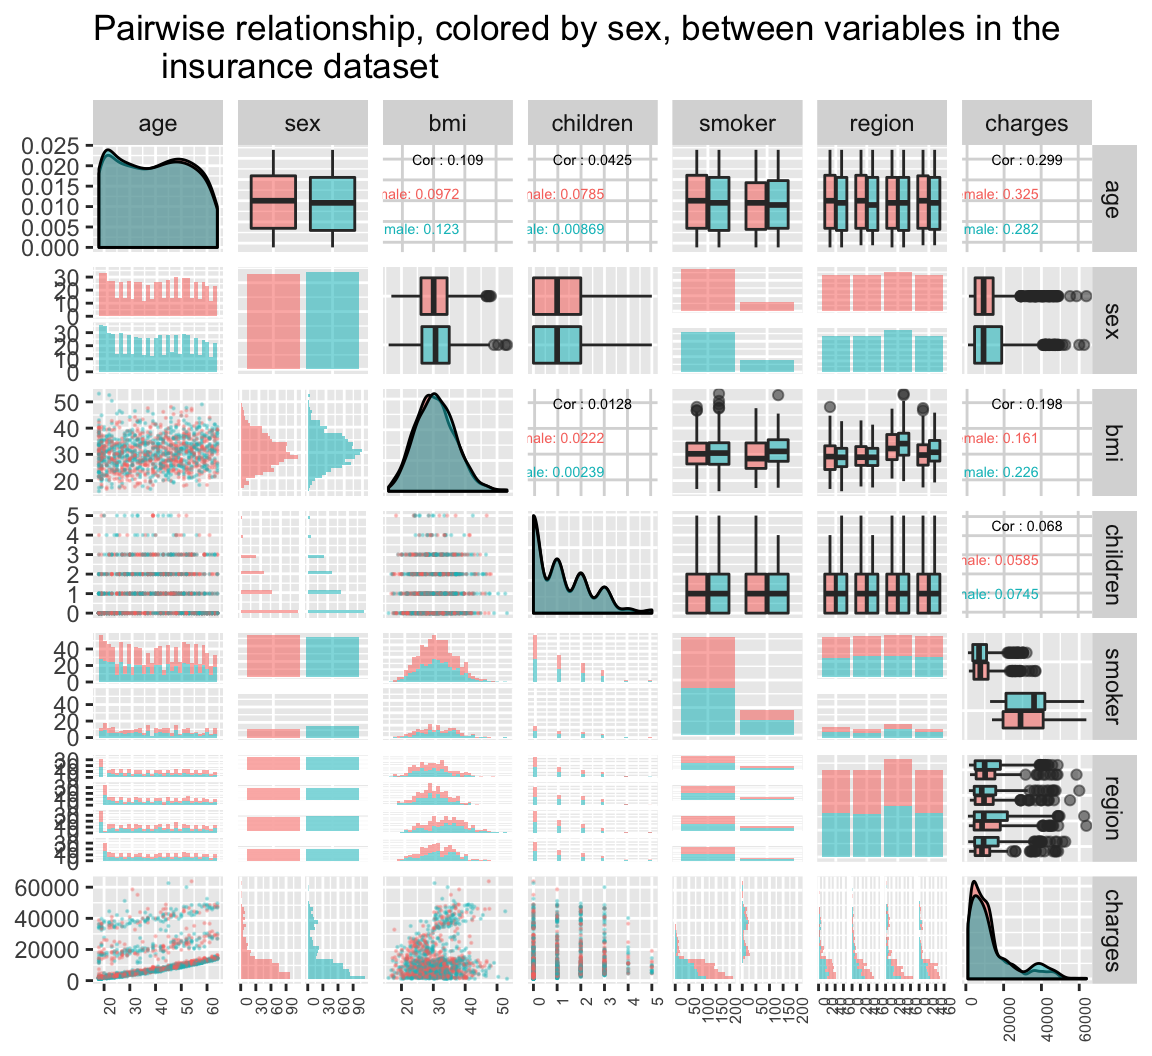 Pairwise relationship, colored by sex, between variables in the
insurance dataset
age sex bmi children smoker region charges
0.025
0.020
0.015
0.010
0.005
0.000
Cor : 0.109
male: 0.0972
male: 0.123
Cor : 0.0425
male: 0.0785
ale: 0.00869
Cor : 0.299
male: 0.325
male: 0.282
age
30
20
10
0
30
20
10
0
sex
50
40
30
20
Cor : 0.0128
male: 0.0222
ale: 0.00239
Cor : 0.198
male: 0.161
male: 0.226
bmi
5
4
3
2
1
0
Cor : 0.068
male: 0.0585
ale: 0.0745
children
40
20
0
40
20
0
smoker
region
60000
40000
20000
0
charges
20 30 40 50 60
0 30 60 90 0 30 60 90
20 30 40 50
0 1 2 3 4 5
0 50 100 150 200 0 50 100 150 200
0 20000 40000 60000